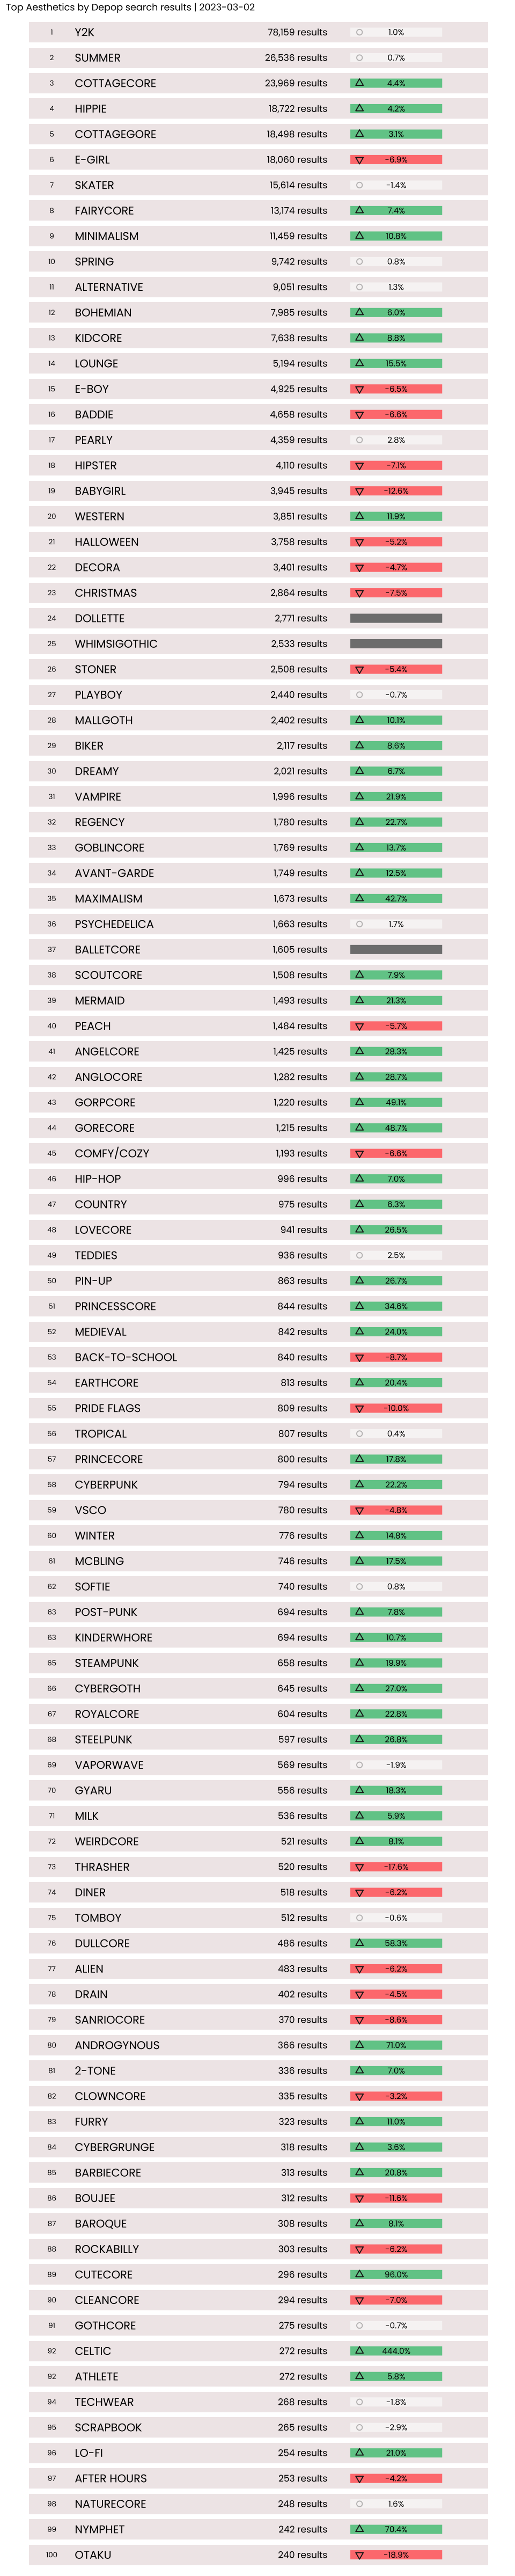 Top Aesthetics by Depop search results | 2023-03-02
1 Y2K 78,159 results 1.0%
2 SUMMER 26,536 results 0.7%
3 COTTAGECORE 23,969 results 4.4%
4 HIPPIE 18,722 results 4.2%
5 COTTAGEGORE 18,498 results 3.1%
6 E-GIRL 18,060 results -6.9%
7 SKATER 15,614 results -1.4%
8 FAIRYCORE 13,174 results 7.4%
9 MINIMALISM 11,459 results 10.8%
10 SPRING 9,742 results 0.8%
11 ALTERNATIVE 9,051 results 1.3%
12 BOHEMIAN 7,985 results 6.0%
13 KIDCORE 7,638 results 8.8%
14 LOUNGE 5,194 results 15.5%
15 E-BOY 4,925 results -6.5%
16 BADDIE 4,658 results -6.6%
17 PEARLY 4,359 results 2.8%
18 HIPSTER 4,110 results -7.1%
19 BABYGIRL 3,945 results -12.6%
20 WESTERN 3,851 results 11.9%
21 HALLOWEEN 3,758 results -5.2%
22 DECORA 3,401 results -4.7%
23 CHRISTMAS 2,864 results -7.5%
24 DOLLETTE 2,771 results
25 WHIMSIGOTHIC 2,533 results
26 STONER 2,508 results -5.4%
27 PLAYBOY 2,440 results -0.7%
28 MALLGOTH 2,402 results 10.1%
29 BIKER 2,117 results 8.6%
30 DREAMY 2,021 results 6.7%
31 VAMPIRE 1,996 results 21.9%
32 REGENCY 1,780 results 22.7%
33 GOBLINCORE 1,769 results 13.7%
34 AVANT-GARDE 1,749 results 12.5%
35 MAXIMALISM 1,673 results 42.7%
36 PSYCHEDELICA 1,663 results 1.7%
37 BALLETCORE 1,605 results
38 SCOUTCORE 1,508 results 7.9%
39 MERMAID 1,493 results 21.3%
40 PEACH 1,484 results -5.7%
41 ANGELCORE 1,425 results 28.3%
42 ANGLOCORE 1,282 results 28.7%
43 GORPCORE 1,220 results 49.1%
44 GORECORE 1,215 results 48.7%
45 COMFY/COZY 1,193 results -6.6%
46 HIP-HOP 996 results 7.0%
47 COUNTRY 975 results 6.3%
48 LOVECORE 941 results 26.5%
49 TEDDIES 936 results 2.5%
50 PIN-UP 863 results 26.7%
51 PRINCESSCORE 844 results 34.6%
52 MEDIEVAL 842 results 24.0%
53 BACK-TO-SCHOOL 840 results -8.7%
54 EARTHCORE 813 results 20.4%
55 PRIDE FLAGS 809 results -10.0%
56 TROPICAL 807 results 0.4%
57 PRINCECORE 800 results 17.8%
58 CYBERPUNK 794 results 22.2%
59 VSCO 780 results -4.8%
60 WINTER 776 results 14.8%
61 MCBLING 746 results 17.5%
62 SOFTIE 740 results 0.8%
63 POST-PUNK 694 results 7.8%
63 KINDERWHORE 694 results 10.7%
65 STEAMPUNK 658 results 19.9%
66 CYBERGOTH 645 results 27.0%
67 ROYALCORE 604 results 22.8%
68 STEELPUNK 597 results 26.8%
69 VAPORWAVE 569 results -1.9%
70 GYARU 556 results 18.3%
71 MILK 536 results 5.9%
72 WEIRDCORE 521 results 8.1%
73 THRASHER 520 results -17.6%
74 DINER 518 results -6.2%
75 TOMBOY 512 results -0.6%
76 DULLCORE 486 results 58.3%
77 ALIEN 483 results -6.2%
78 DRAIN 402 results -4.5%
79 SANRIOCORE 370 results -8.6%
80 ANDROGYNOUS 366 results 71.0%
81 2-TONE 336 results 7.0%
82 CLOWNCORE 335 results -3.2%
83 FURRY 323 results 11.0%
84 CYBERGRUNGE 318 results 3.6%
85 BARBIECORE 313 results 20.8%
86 BOUJEE 312 results -11.6%
87 BAROQUE 308 results 8.1%
88 ROCKABILLY 303 results -6.2%
89 CUTECORE 296 results 96.0%
90 CLEANCORE 294 results -7.0%
91 GOTHCORE 275 results -0.7%
92 CELTIC 272 results 444.0%
92 ATHLETE 272 results 5.8%
94 TECHWEAR 268 results -1.8%
95 SCRAPBOOK 265 results -2.9%
96 LO-FI 254 results 21.0%
97 AFTER HOURS 253 results -4.2%
98 NATURECORE 248 results 1.6%
99 NYMPHET 242 results 70.4%
100 OTAKU 240 results -18.9%